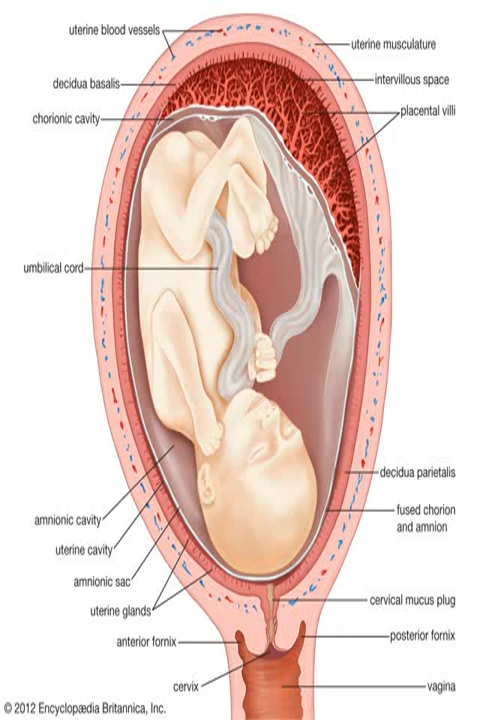 uterine blood vessels
uterine musculature
decidua basalis
intervillous space
chorionic cavity
placental villi
umbilical cord
decidua parietalis
amnionic cavity
fused chorion
and amnion
uterine cavity
amnionic sac
uterine glands
cervical mucus plug
anterior fornix
posterior fornix
cervix
vagina
© 2012 Encyclopædia Britannica, Inc.